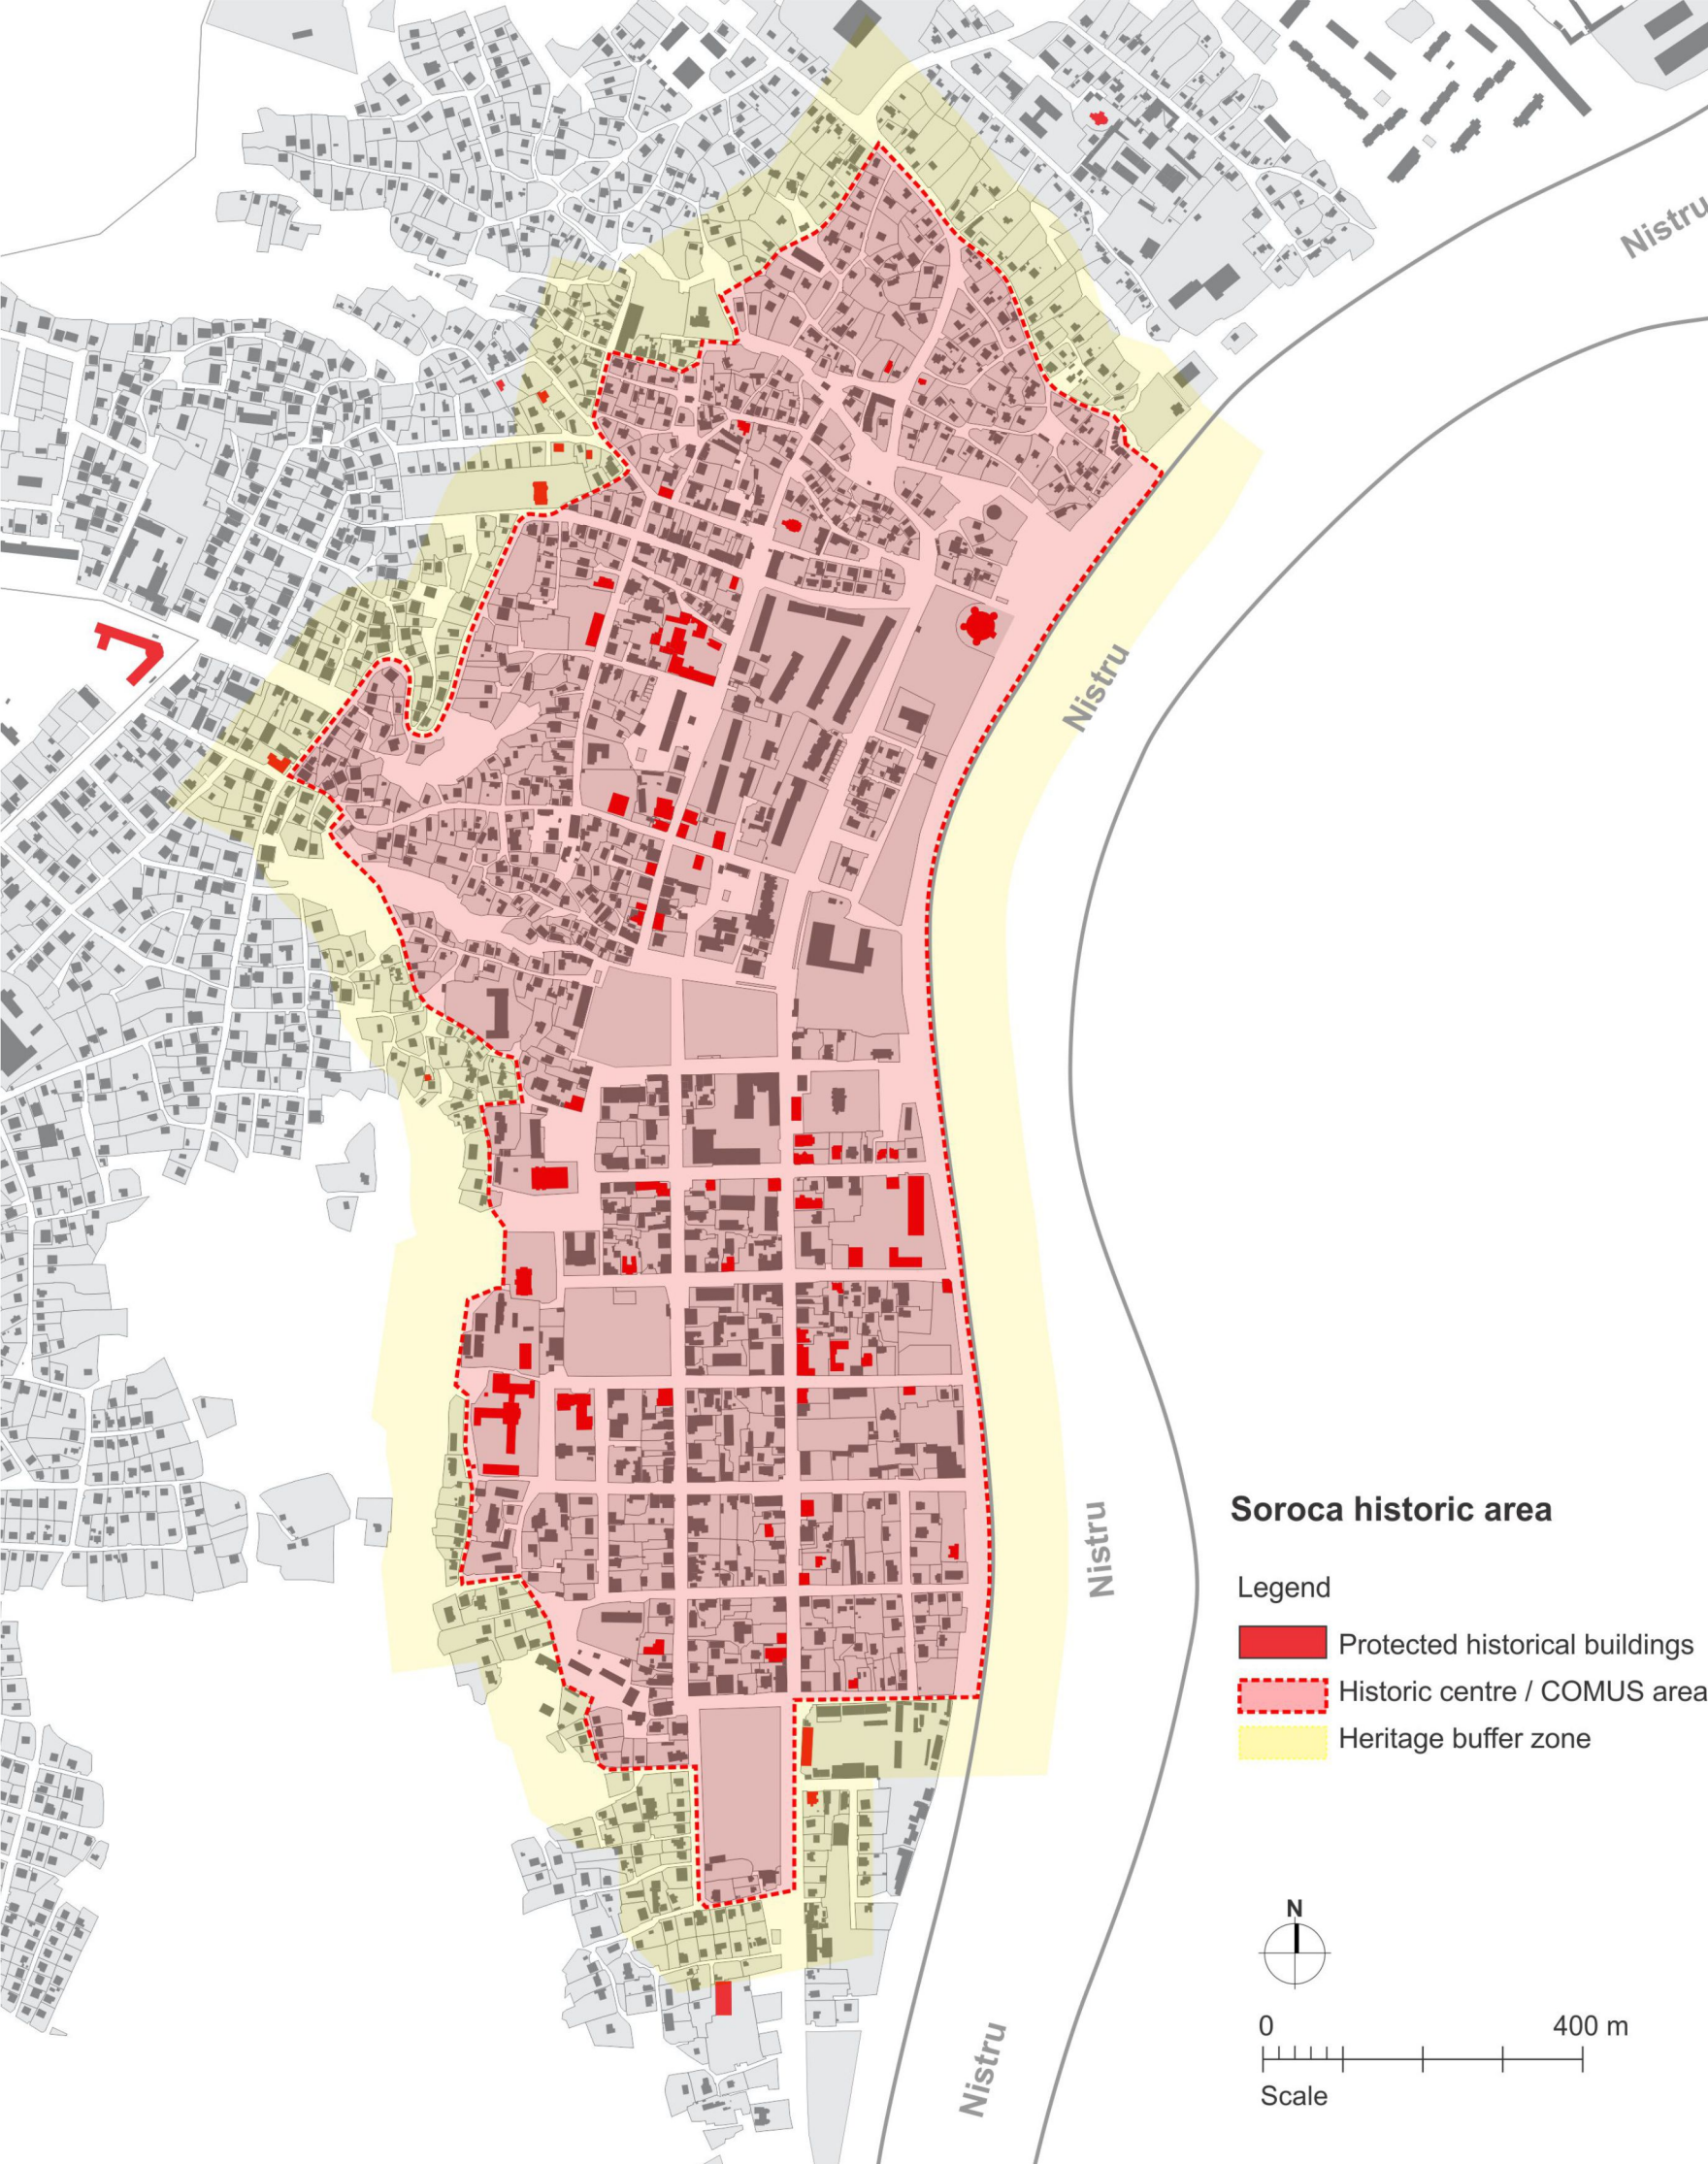 Nistru
Nistru
Nistru
Soroca historic area
Legend
Protected historical buildings
Historic centre / COMUS area
Heritage buffer zone
N
0 400 m
Scale
Nistru